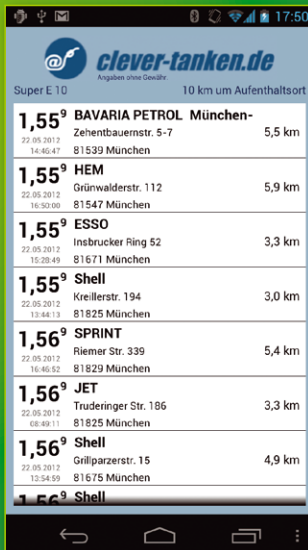 17:50
@
clever-tanken.de
Angaben ohne Gewähr.
Super E 10 10 km um Aufenthaltsort
1,55⁹ BAVARIA PETROL München-
Zehentbauernstr. 5-7 5,5 km
22.05.2012
14:46:47 81539 München
1,55⁹ HEM
Grünwalderstr. 112 5,9 km
22.05.2012
16:50:00 81547 München
1,55⁹ ESSO
Insbrucker Ring 52 3,3 km
22.05.2012
15:28:49 81671 München
1,55⁹ Shell
Kreillerstr. 194 3,0 km
22.05.2012
13:44:13 81825 München
1,56⁹ SPRINT
Riemer Str. 339 5,4 km
22.05.2012
16:46:52 81829 München
1,56⁹ JET
Truderinger Str. 186 3,3 km
22.05.2012
08:49:11 81825 München
1,56⁹ Shell
Grillparzerstr. 15 4,9 km
22.05.2012
13:54:59 81675 München
1,56⁹ Shell